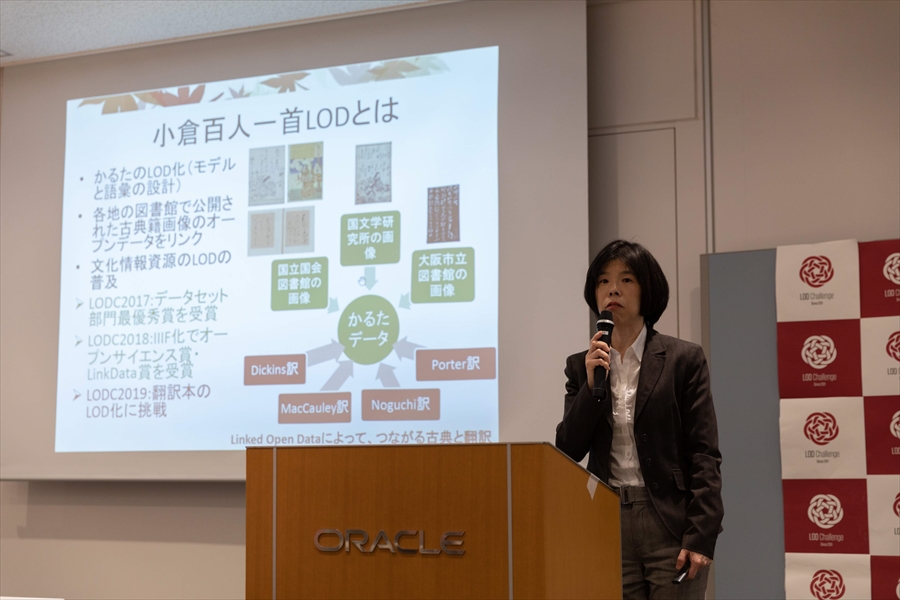 小倉百人一首LODとは
• かるたのLOD化(モデル
と語彙の設計)
• 各地の図書館で公開さ
れた古典籍画像のオー
プンデータをリンク
• 文化情報資源のLODの
普及
➢ LODC2017:データセット
部門最優秀賞を受賞
➢ LODC2018:IIIF化でオー
プンサイエンス賞・
LinkData賞を受賞
➢ LODC2019:翻訳本の
LOD化に挑戦
国文学研
究所の画
像
国立国会
図書館の
画像
大阪市立
図書館の
画像
かるた
データ
Dickins訳
Porter訳
MacCauley訳
Noguchi訳
Linked Open Dataによって、つながる古典と翻訳
ORACLE
LOD Challenge
LOD Challenge
LOD Challenge
LOD Challenge